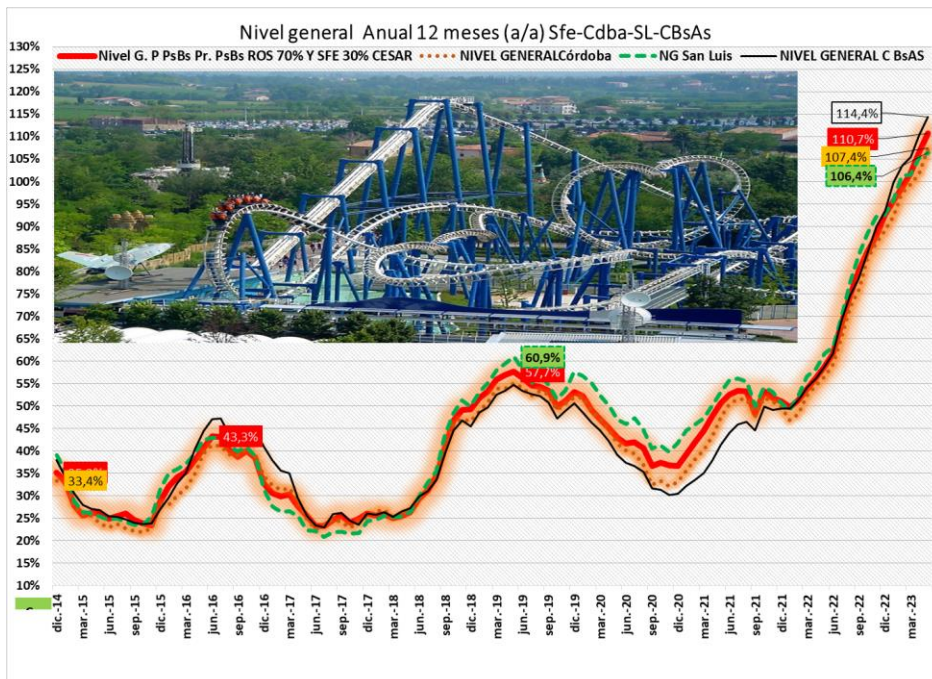 Nivel general Anual 12 meses (a/a) Sfe-Cdba-SL-CBsAs
Nivel G. P PsBs Pr. PsBs ROS 70% Y SFE 30% CESAR NIVEL GENERALCórdoba NG San Luis NIVEL GENERAL C BsAS
130%
125%
120%
115%
110%
105%
100%
95%
90%
85%
80%
75%
70%
65%
60%
55%
50%
45%
40%
35%
30%
25%
20%
15%
10%
114,4%
110,7%
107,4%
106,4%
60,9%
57,7%
43,3%
33,4%
dic.-14
mar.-15
jun.-15
sep.-15
dic.-15
mar.-16
jun.-16
sep.-16
dic.-16
mar.-17
jun.-17
sep.-17
dic.-17
mar.-18
jun.-18
sep.-18
dic.-18
mar.-19
jun.-19
sep.-19
dic.-19
mar.-20
jun.-20
sep.-20
dic.-20
mar.-21
jun.-21
sep.-21
dic.-21
mar.-22
jun.-22
sep.-22
dic.-22
mar.-23